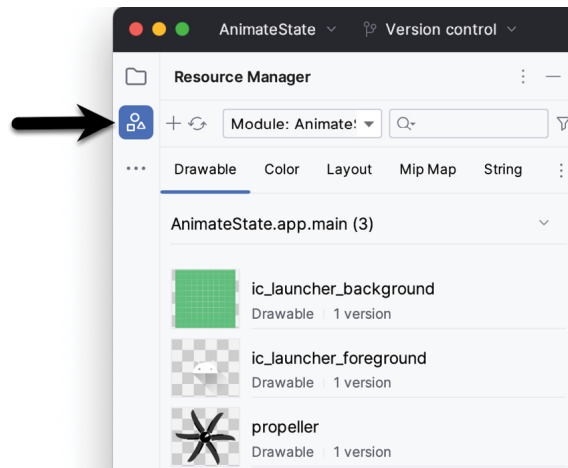 AnimateState Version control
Resource Manager
Module: Animate
Drawable Color Layout Mip Map String
AnimateState.app.main (3)
ic_launcher_background
Drawable 1 version
ic_launcher_foreground
Drawable 1 version
propeller
Drawable 1 version